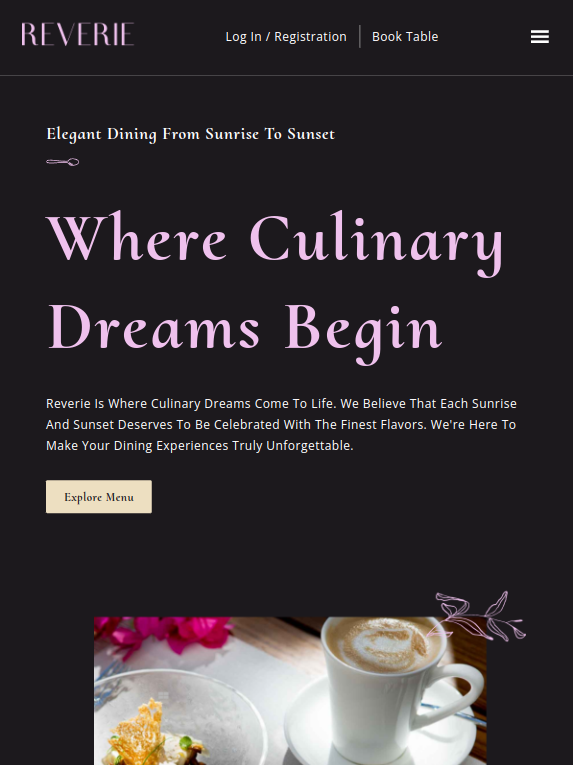 REVERIE
Log In / Registration
Book Table
Elegant Dining From Sunrise To Sunset
Where Culinary
Dreams Begin
Reverie Is Where Culinary Dreams Come To Life. We Believe That Each Sunrise
And Sunset Deserves To Be Celebrated With The Finest Flavors. We're Here To
Make Your Dining Experiences Truly Unforgettable.
Explore Menu